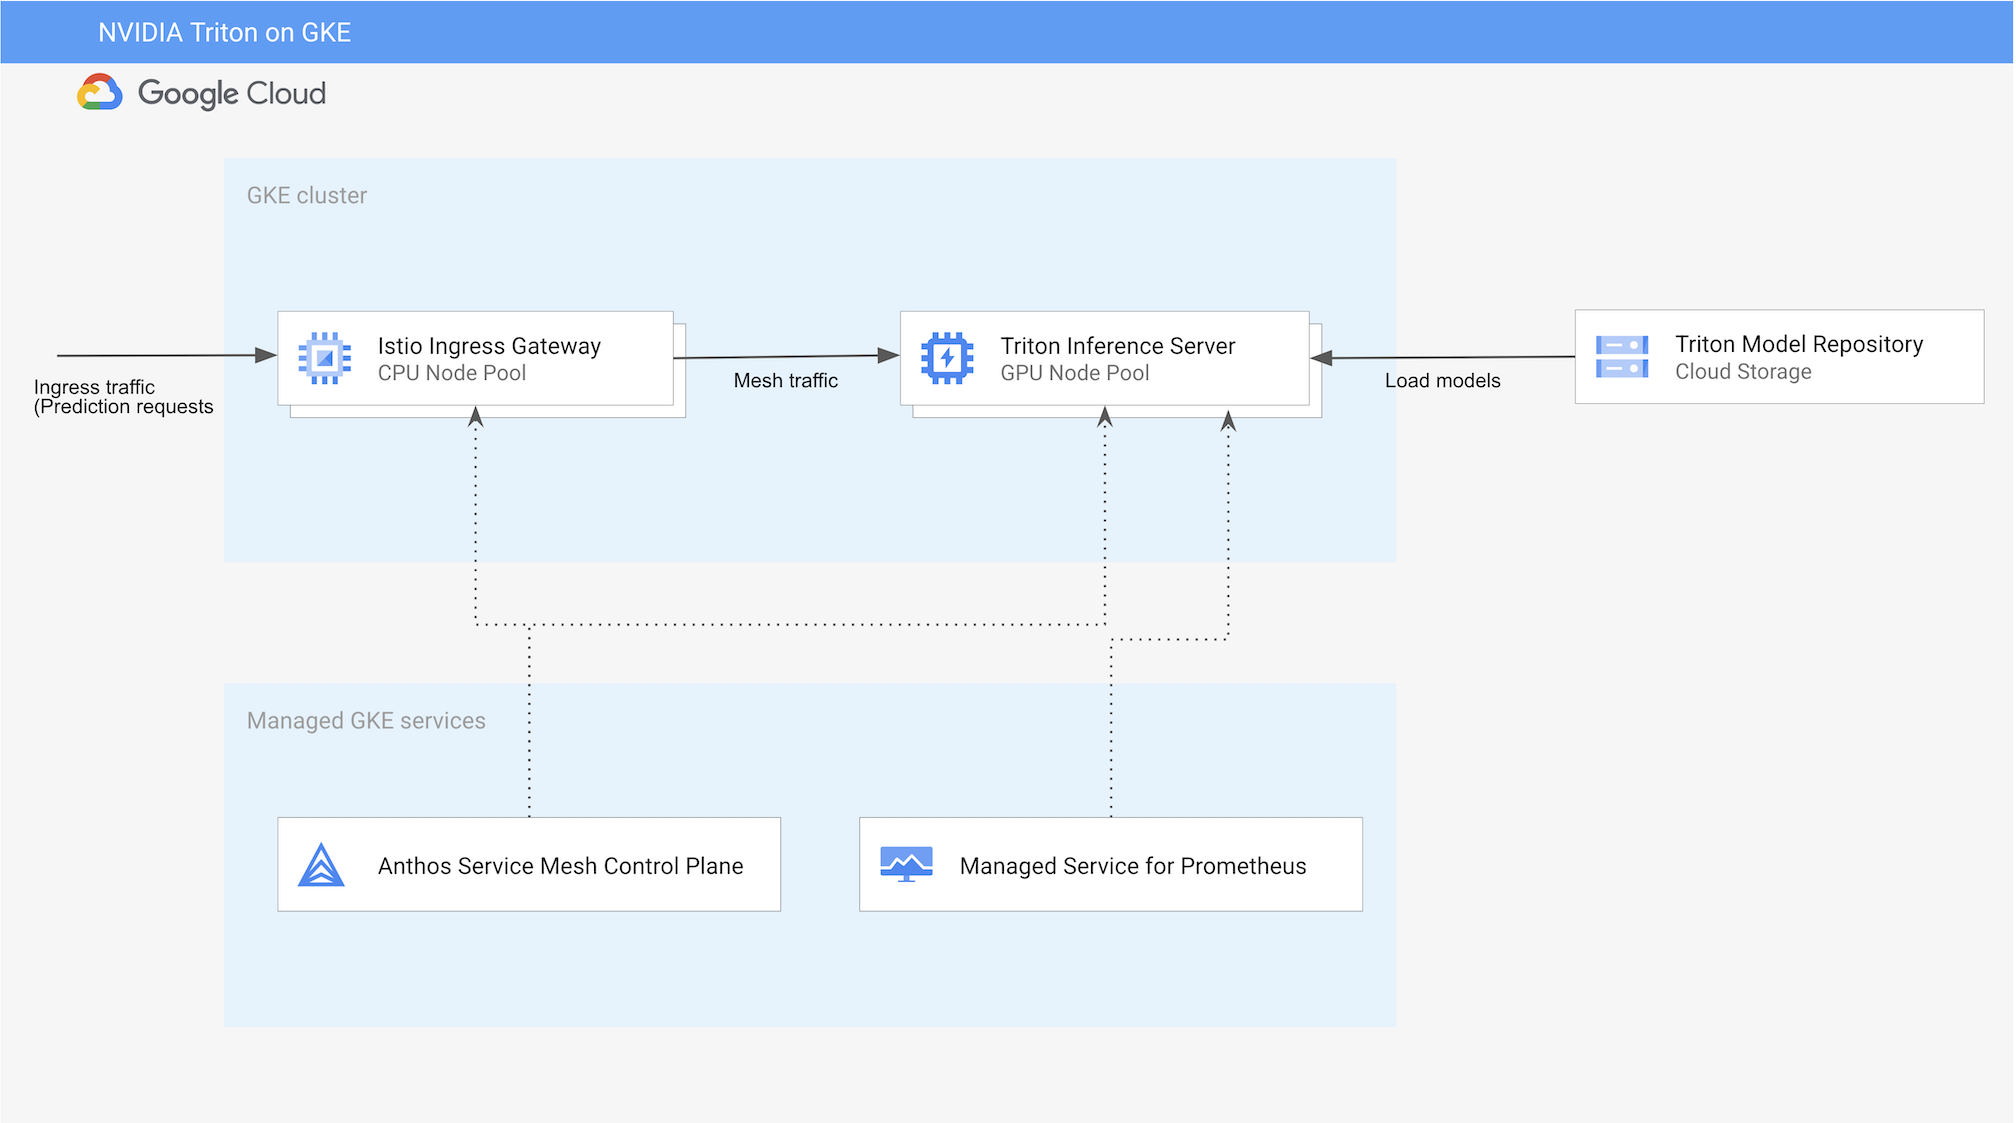 NVIDIA Triton on GKE
Google Cloud
GKE cluster
Istio Ingress Gateway
CPU Node Pool
Triton Inference Server
GPU Node Pool
Triton Model Repository
Cloud Storage
Ingress traffic
(Prediction requests
Mesh traffic
Load models
Managed GKE services
Anthos Service Mesh Control Plane
Managed Service for Prometheus